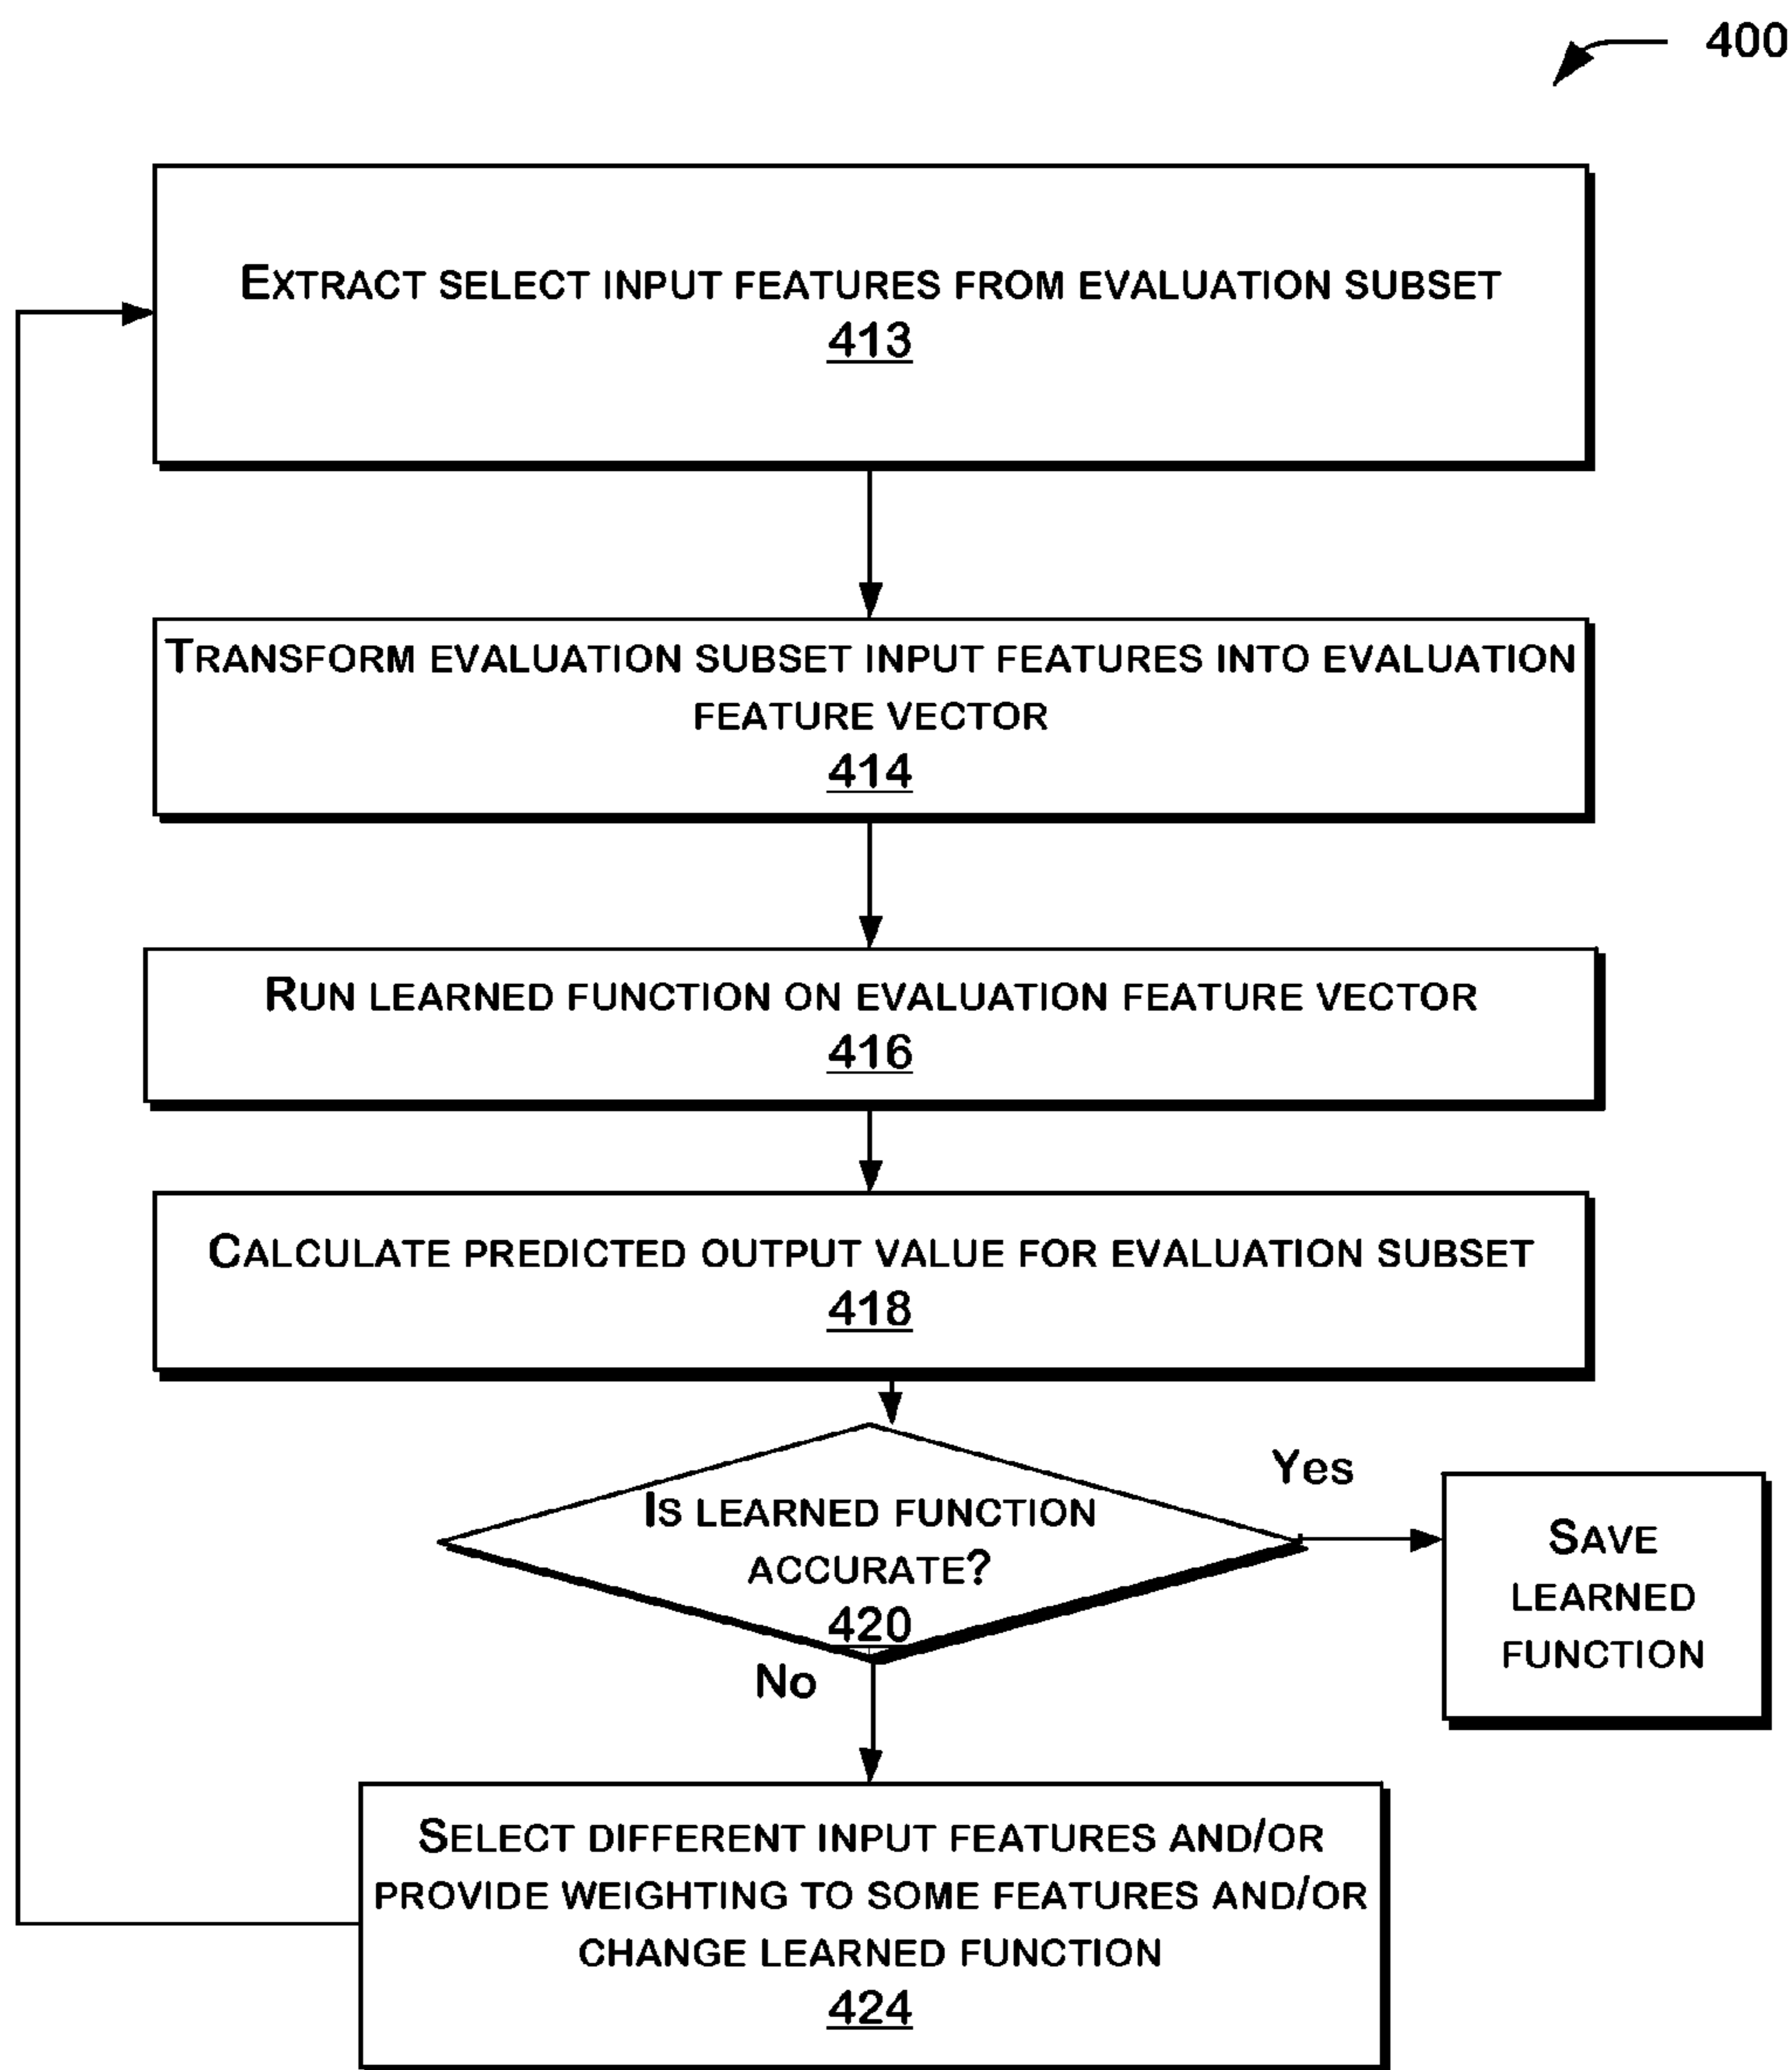 400
EXTRACT SELECT INPUT FEATURES FROM EVALUATION SUBSET
413
TRANSFORM EVALUATION SUBSET INPUT FEATURES INTO EVALUATION
FEATURE VECTOR
414
RUN LEARNED FUNCTION ON EVALUATION FEATURE VECTOR
416
CALCULATE PREDICTED OUTPUT VALUE FOR EVALUATION SUBSET
418
IS LEARNED FUNCTION
ACCURATE?
420
Yes
SAVE
LEARNED
FUNCTION
No
SELECT DIFFERENT INPUT FEATURES AND/OR
PROVIDE WEIGHTING TO SOME FEATURES AND/OR
CHANGE LEARNED FUNCTION
424